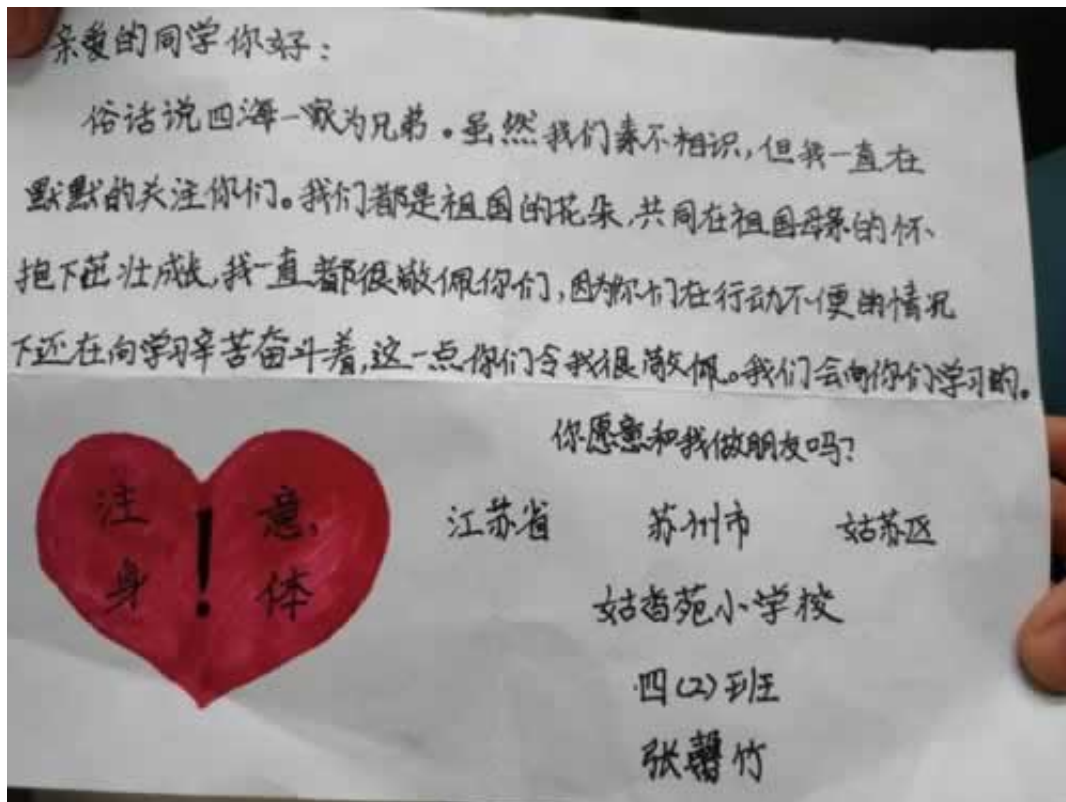 亲爱的同学你好：
俗话说四海一家为兄弟。虽然我们素不相识，但我一直在
默默的关注你们。我们都是祖国的花朵，共同在祖国母亲的怀
抱下茁壮成长，我一直都很敬佩你们，因为你们在行动不便的情况
下还在向学习辛苦奋斗着，这一点你们令我很敬佩。我们会向你们学习的。
你愿意和我做朋友吗？
注意，
身体
！
江苏省 苏州市 姑苏区
姑香苑小学校
四(2)班
张馨竹